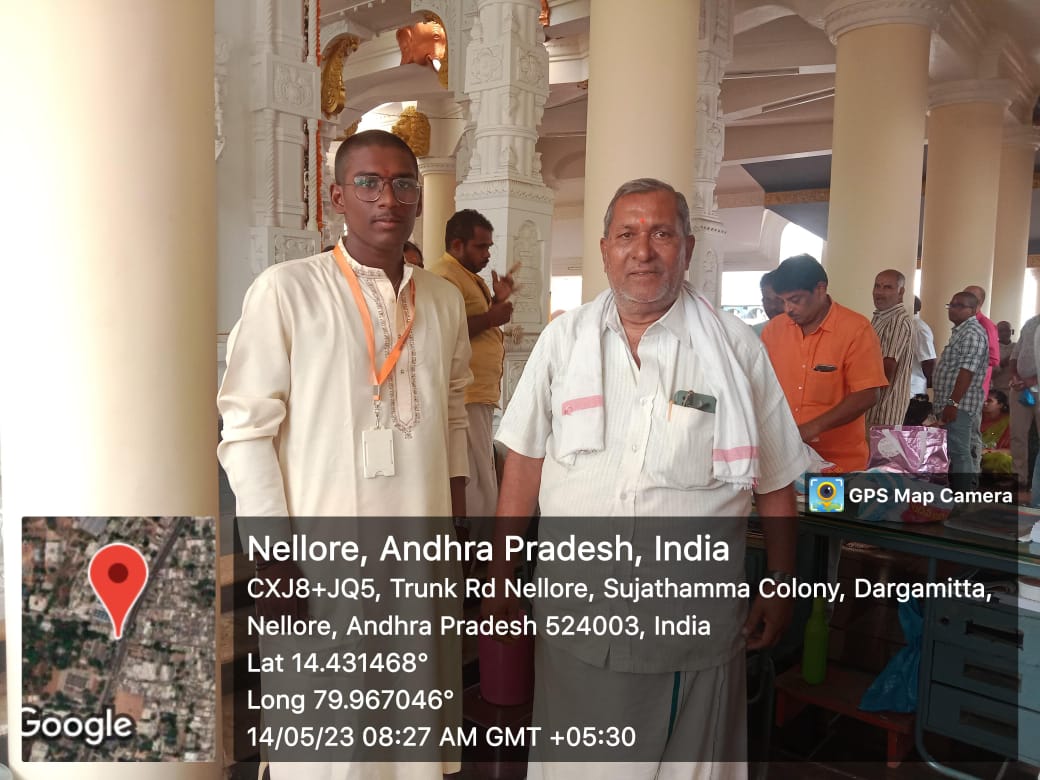 GPS Map Camera
Nellore, Andhra Pradesh, India
CXJ8+JQ5, Trunk Rd Nellore, Sujathamma Colony, Dargamitta,
Nellore, Andhra Pradesh 524003, India
Lat 14.431468°
Long 79.967046°
14/05/23 08:27 AM GMT +05:30
Google